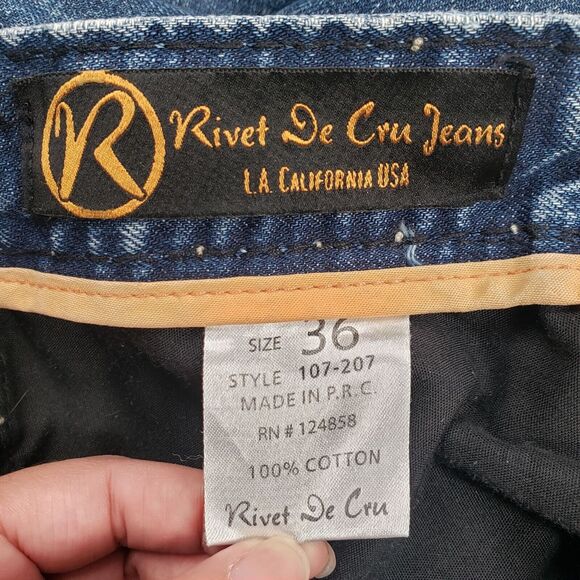 R Rivet De Cru Jeans
L.A. CALIFORNIA USA
SIZE 36
STYLE 107-207
MADE IN P.R.C.
RN # 124858
100% COTTON
Rivet De Cru